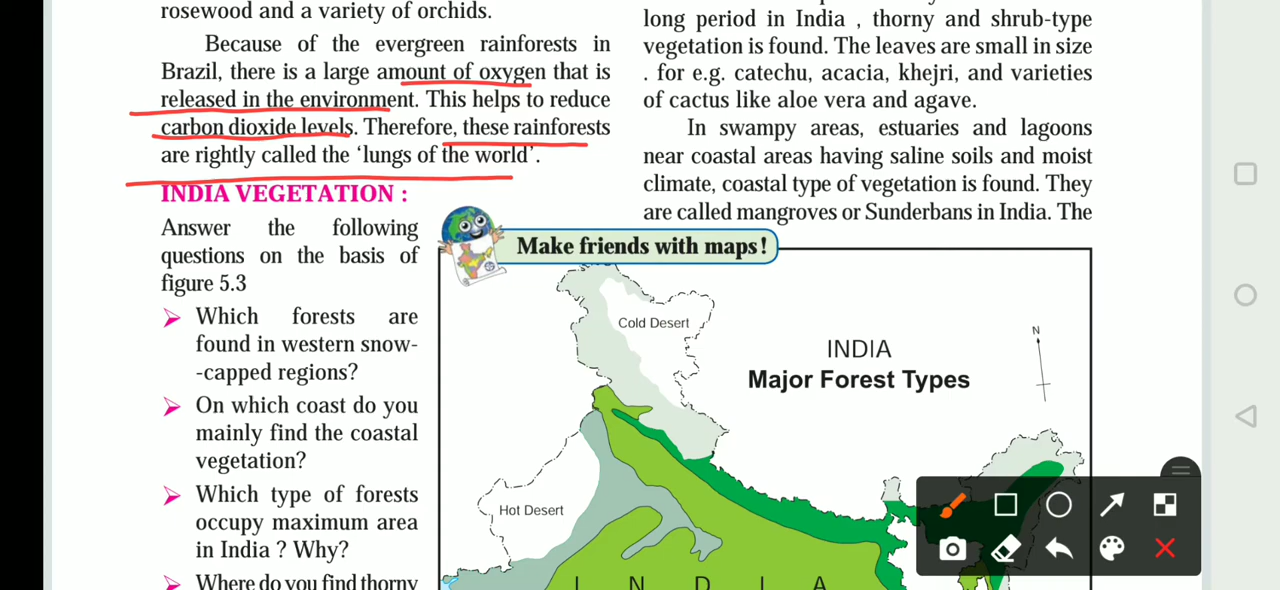 rosewood and a variety of orchids.
Because of the evergreen rainforests in
Brazil, there is a large amount of oxygen that is
released in the environment. This helps to reduce
carbon dioxide levels. Therefore, these rainforests
are rightly called the ‘lungs of the world’.
INDIA VEGETATION :
Answer the following
questions on the basis of
figure 5.3
➤ Which forests are
found in western snow-
-capped regions?
➤ On which coast do you
mainly find the coastal
vegetation?
➤ Which type of forests
occupy maximum area
in India ? Why?
➤ Where do you find thorny
long period in India , thorny and shrub-type
vegetation is found. The leaves are small in size
. for e.g. catechu, acacia, khejri, and varieties
of cactus like aloe vera and agave.
In swampy areas, estuaries and lagoons
near coastal areas having saline soils and moist
climate, coastal type of vegetation is found. They
are called mangroves or Sunderbans in India. The
Make friends with maps!
Cold Desert
N
INDIA
Major Forest Types
Hot Desert
I N D I A